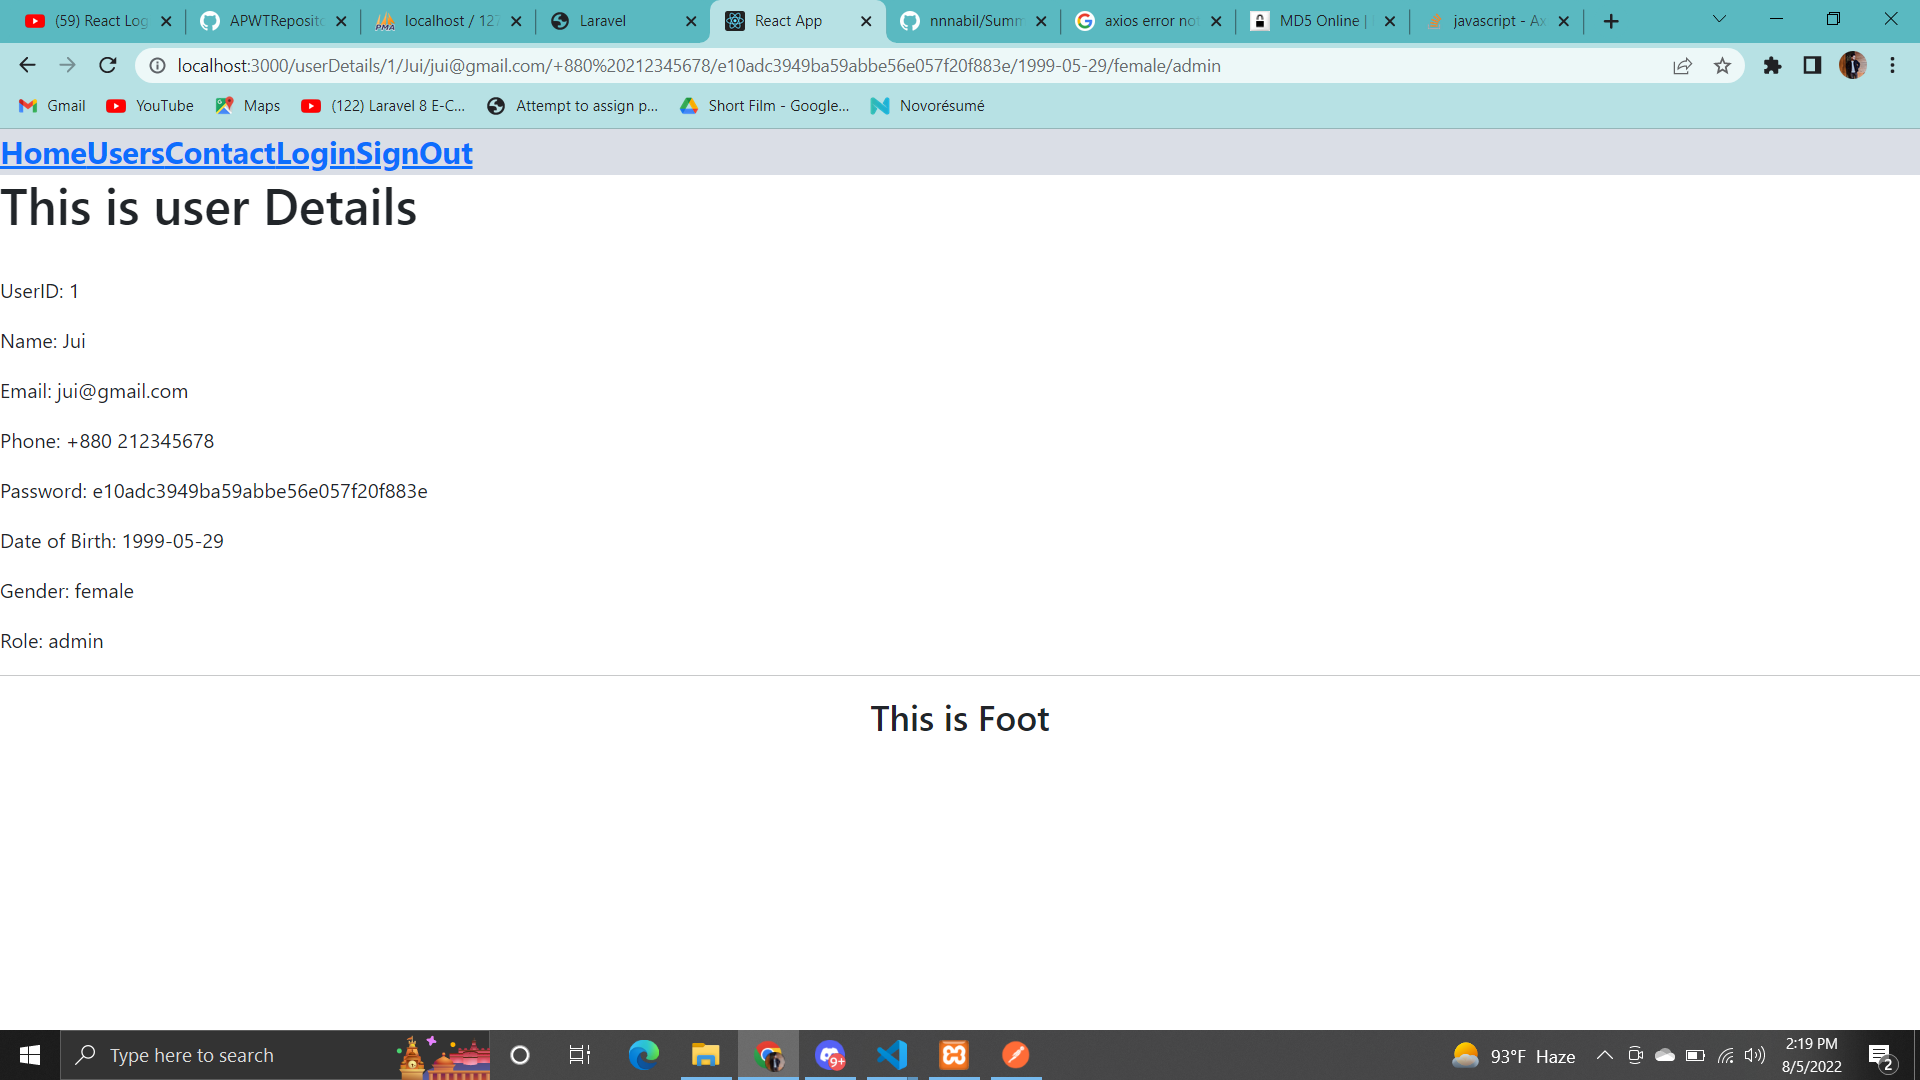 (59) React Log
APWTReposito
localhost / 127
Laravel
React App
nnnabil/Summ
axios error not
MD5 Online |
javascript - Ax
localhost:3000/userDetails/1/Jui/jui@gmail.com/+880%20212345678/e10adc3949ba59abbe56e057f20f883e/1999-05-29/female/admin
Gmail
YouTube
Maps
(122) Laravel 8 E-C...
Attempt to assign p...
Short Film - Google...
Novorésumé
HomeUsersContactLoginSignOut
This is user Details
UserID: 1
Name: Jui
Email: jui@gmail.com
Phone: +880 212345678
Password: e10adc3949ba59abbe56e057f20f883e
Date of Birth: 1999-05-29
Gender: female
Role: admin
This is Foot
Type here to search
9+
93°F Haze
2:19 PM
8/5/2022
2